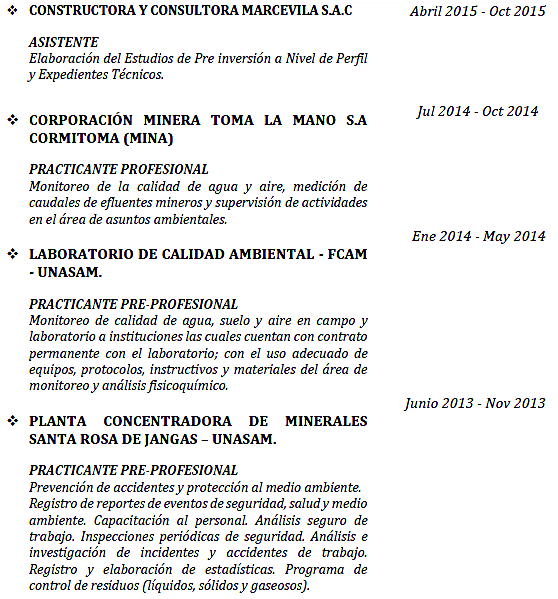 ❖ CONSTRUCTORA Y CONSULTORA MARCEVILA S.A.C
Abril 2015 - Oct 2015
ASISTENTE
Elaboración del Estudios de Pre inversión a Nivel de Perfil
y Expedientes Técnicos.
Jul 2014 - Oct 2014
❖ CORPORACIÓN MINERA TOMA LA MANO S.A
CORMITOMA (MINA)
PRACTICANTE PROFESIONAL
Monitoreo de la calidad de agua y aire, medición de
caudales de efluentes mineros y supervisión de actividades
en el área de asuntos ambientales.
Ene 2014 - May 2014
❖ LABORATORIO DE CALIDAD AMBIENTAL - FCAM
- UNASAM.
PRACTICANTE PRE-PROFESIONAL
Monitoreo de calidad de agua, suelo y aire en campo y
laboratorio a instituciones las cuales cuentan con contrato
permanente con el laboratorio; con el uso adecuado de
equipos, protocolos, instructivos y materiales del área de
monitoreo y análisis fisicoquímico.
Junio 2013 - Nov 2013
❖ PLANTA CONCENTRADORA DE MINERALES
SANTA ROSA DE JANGAS – UNASAM.
PRACTICANTE PRE-PROFESIONAL
Prevención de accidentes y protección al medio ambiente.
Registro de reportes de eventos de seguridad, salud y medio
ambiente. Capacitación al personal. Análisis seguro de
trabajo. Inspecciones periódicas de seguridad. Análisis e
investigación de incidentes y accidentes de trabajo.
Registro y elaboración de estadísticas. Programa de
control de residuos (líquidos, sólidos y gaseosos).